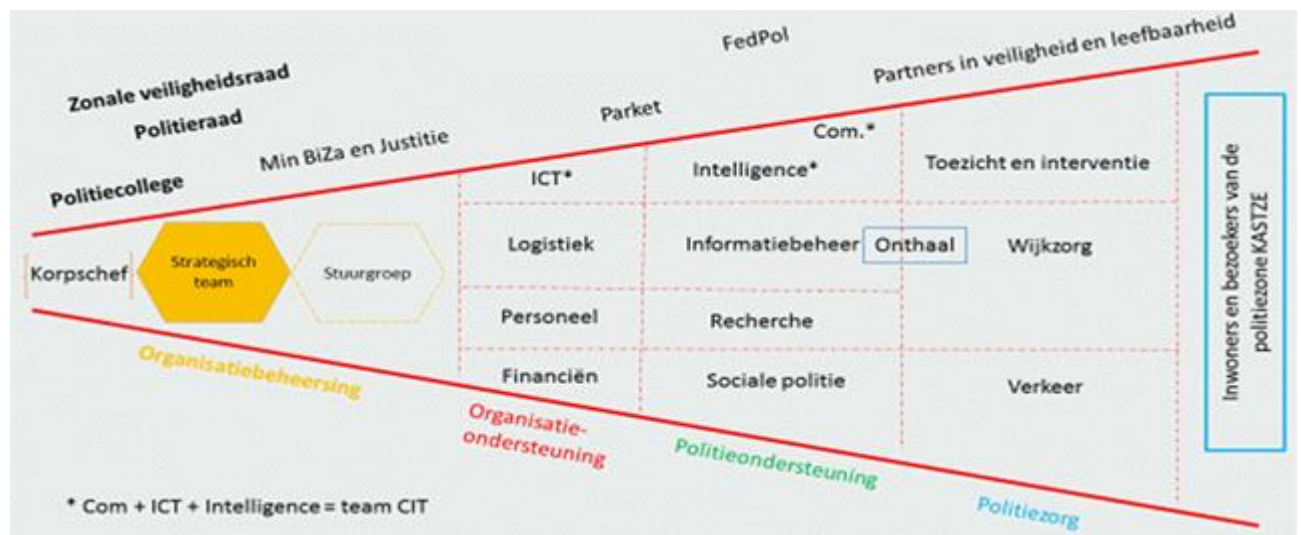 FedPol
Partners in veiligheid en leefbaarheid
Zonale veiligheidsraad
Politieraad
Parket
Min BiZa en Justitie
Politiecollege
Com.*
ICT*
Intelligence*
Toezicht en interventie
Korpschef
Strategisch
team
Stuurgroep
Logistiek
Informatiebeheer
Onthaal
Wijkzorg
Personeel
Recherche
Financiën
Sociale politie
Verkeer
Organisatiebeheersing
Organisatie-
ondersteuning
Politieondersteuning
Politiezorg
Inwoners en bezoekers van de
politiezone KASTZE
* Com + ICT + Intelligence = team CIT